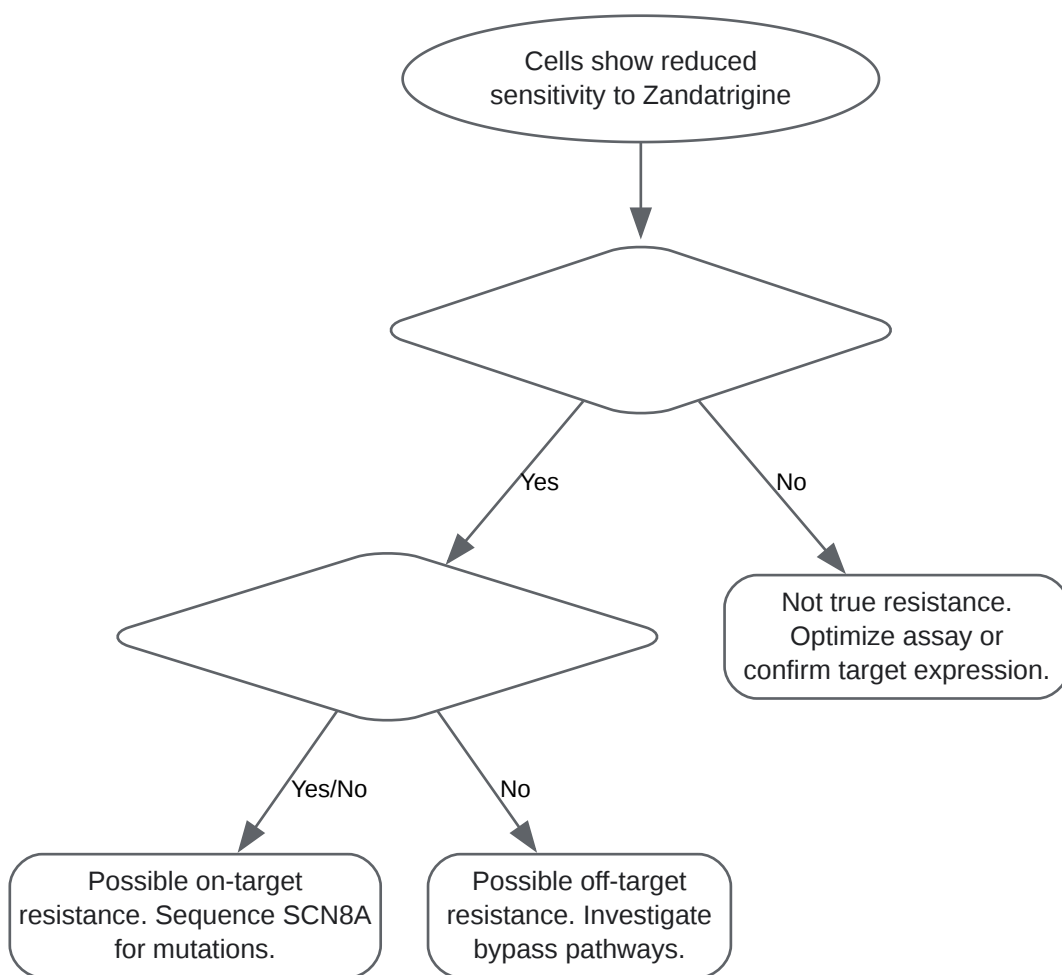 Cells show reduced
sensitivity to Zandatrigine
Yes
No
Not true resistance.
Optimize assay or
confirm target expression.
Yes/No
No
Possible on-target
resistance. Sequence SCN8A
for mutations.
Possible off-target
resistance. Investigate
bypass pathways.